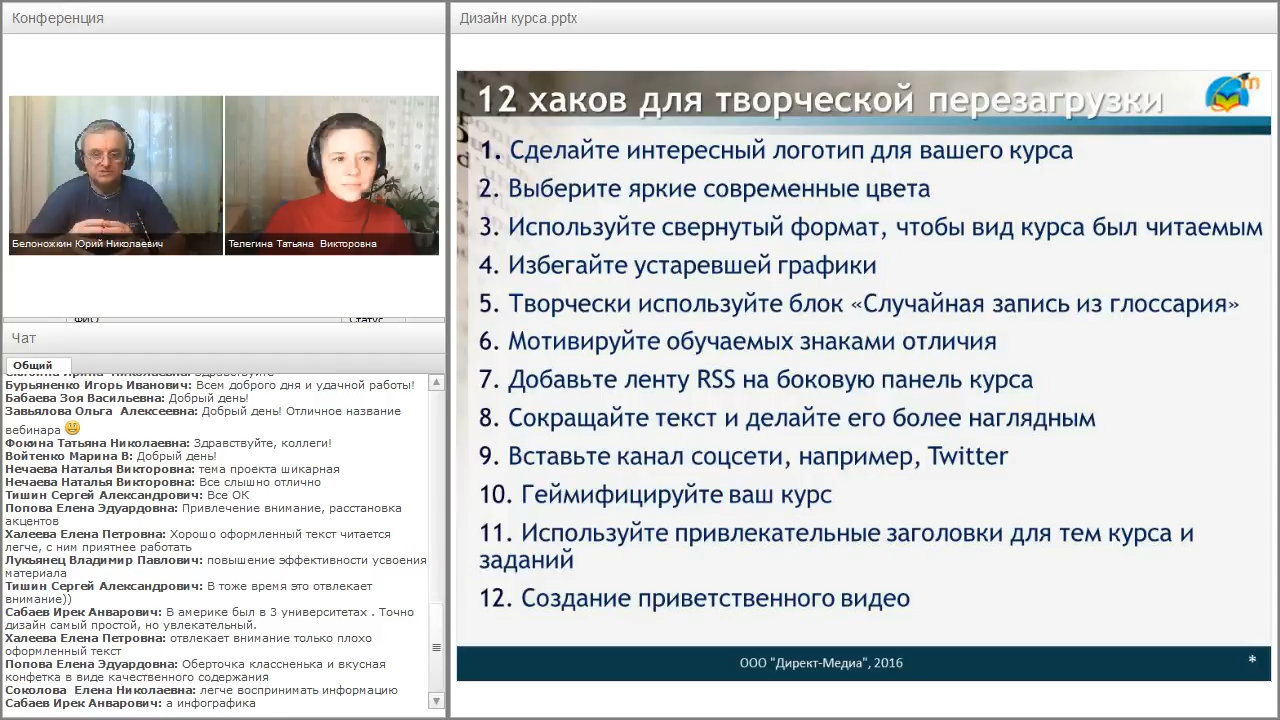 Конференция
Белоножкин Юрий Николаевич
Телегина Татьяна Викторовна
Чат
Общий
Бурьяненко Игорь Иванович: Всем доброго дня и удачной работы!
Бабаева Зоя Васильевна: Добрый день!
Завьялова Ольга Алексеевна: Добрый день! Отличное название
вебинара
Фокина Татьяна Николаевна: Здравствуйте, коллеги!
Войтенко Марина В: Добрый день!
Нечаева Наталья Викторовна: тема проекта шикарная
Нечаева Наталья Викторовна: Все слышно отлично
Тишин Сергей Александрович: Все ОК
Попова Елена Эдуардовна: Привлечение внимание, расстановка
акцентов
Халеева Елена Петровна: Хорошо оформленный текст читается
легче, с ним приятнее работать
Лукьянец Владимир Павлович: повышение эффективности усвоения
материала
Тишин Сергей Александрович: В тоже время это отвлекает
внимание))
Сабаев Ирек Анварович: В америке был в 3 университетах . Точно
дизайн самый простой, но увлекательный.
Халеева Елена Петровна: отвлекает внимание только плохо
оформленный текст
Попова Елена Эдуардовна: Оберточка классненька и вкусная
конфетка в виде качественного содержания
Соколова Елена Николаевна: легче воспринимать информацию
Сабаев Ирек Анварович: а инфографика
Дизайн курса.pptx
12 хаков для творческой перезагрузки
1. Сделайте интересный логотип для вашего курса
2. Выберите яркие современные цвета
3. Используйте свернутый формат, чтобы вид курса был читаемым
4. Избегайте устаревшей графики
5. Творчески используйте блок «Случайная запись из глоссария»
6. Мотивируйте обучаемых знаками отличия
7. Добавьте ленту RSS на боковую панель курса
8. Сокращайте текст и делайте его более наглядным
9. Вставьте канал соцсети, например, Twitter
10. Геймифицируйте ваш курс
11. Используйте привлекательные заголовки для тем курса и
заданий
12. Создание приветственного видео
ООО "Директ-Медиа", 2016
*